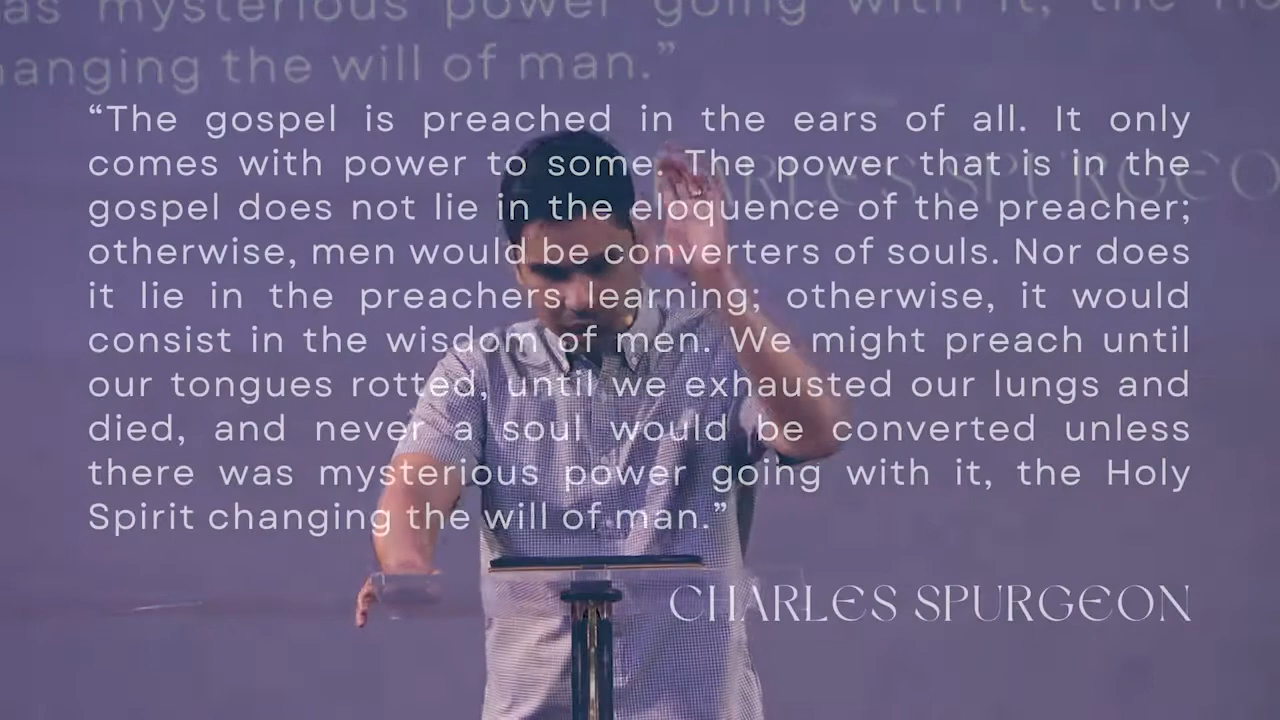 as mysterious power going with it, the Ho
hanging the will of man.”
“The gospel is preached in the ears of all. It only
comes with power to some. The power that is in the
gospel does not lie in the eloquence of the preacher;
otherwise, men would be converters of souls. Nor does
it lie in the preachers learning; otherwise, it would
consist in the wisdom of men. We might preach until
our tongues rotted, until we exhausted our lungs and
died, and never a soul would be converted unless
there was mysterious power going with it, the Holy
Spirit changing the will of man.”
CHARLES SPURGEON
ARLES SPURGEO